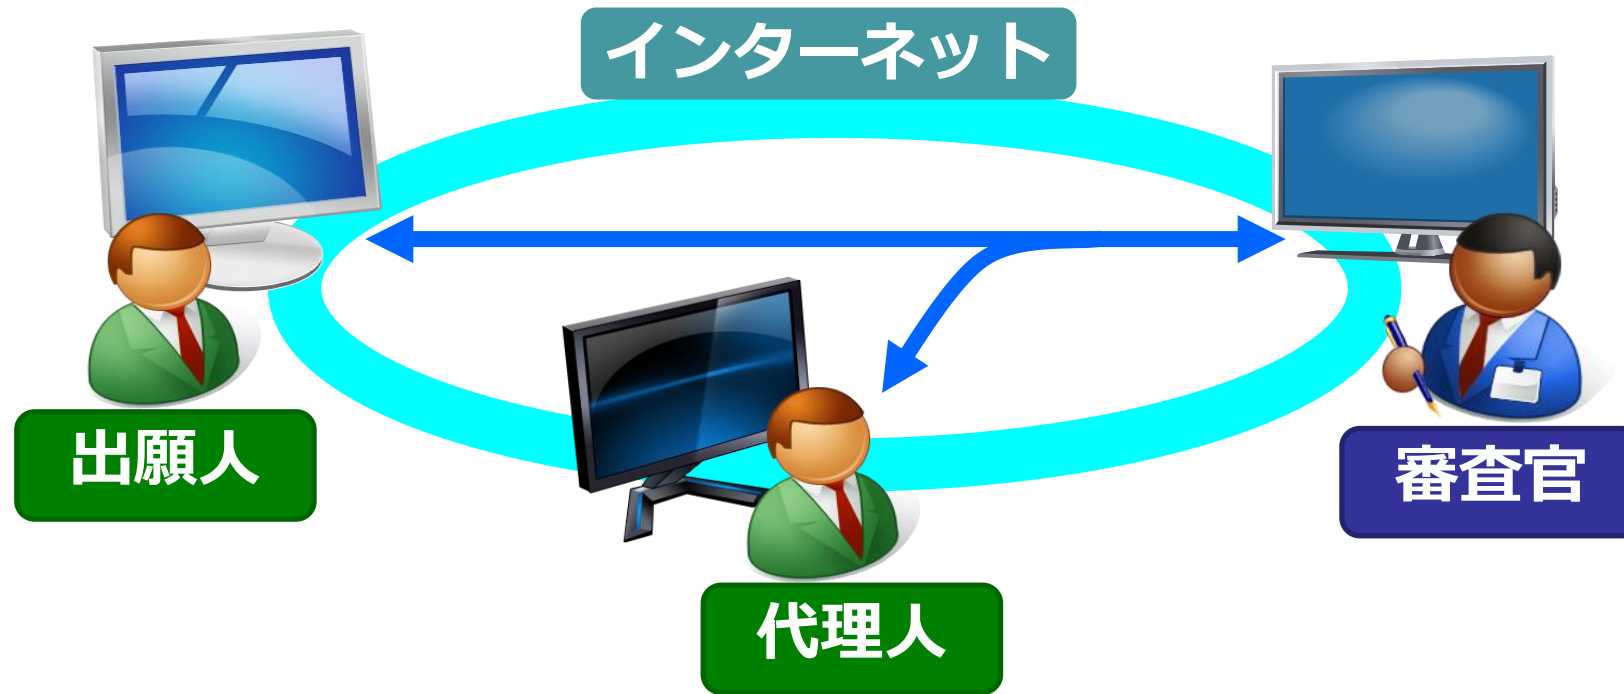 インターネット
出願人
審査官
代理人